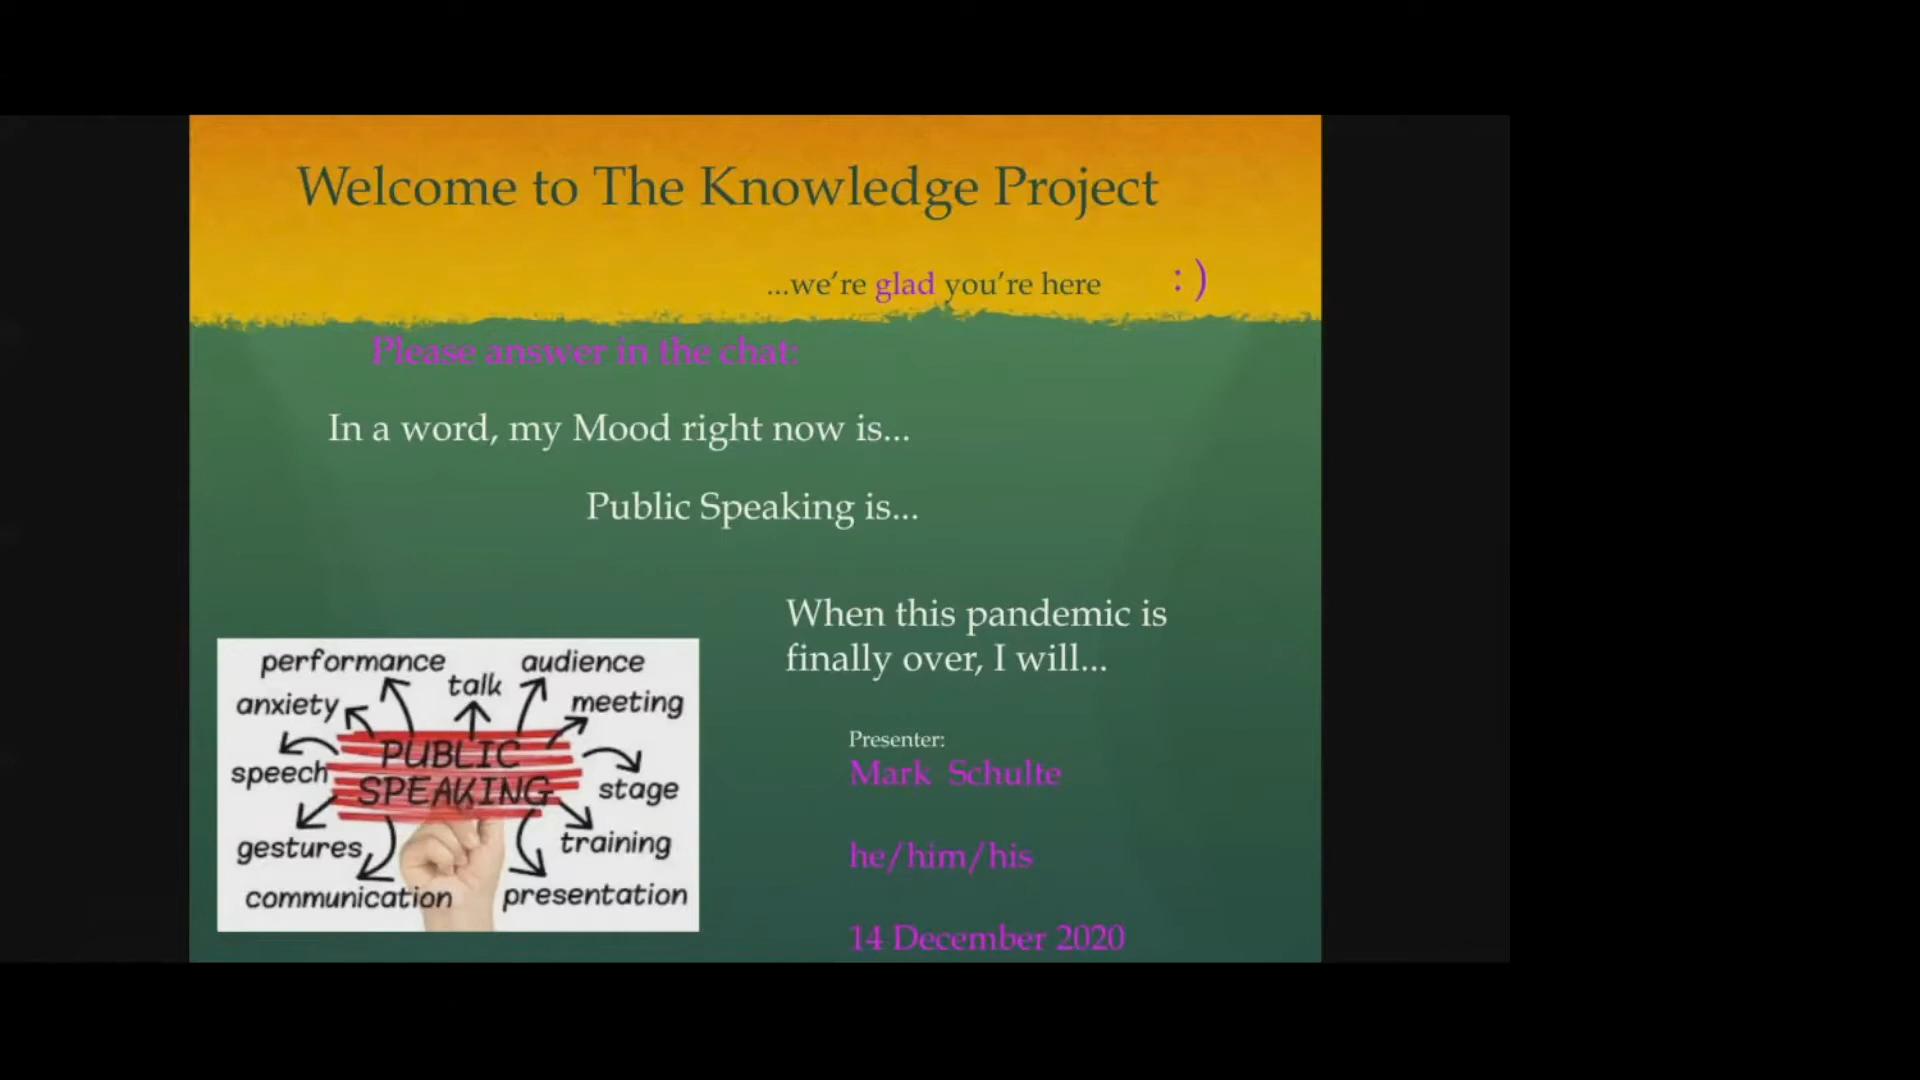 Welcome to The Knowledge Project
...we're glad you're here :)
Please answer in the chat:
In a word, my Mood right now is...
Public Speaking is...
When this pandemic is
finally over, I will...
performance
audience
talk
anxiety
meeting
PUBLIC
SPEAKING
speech
stage
gestures
training
communication
presentation
Presenter:
Mark Schulte
he/him/his
14 December 2020